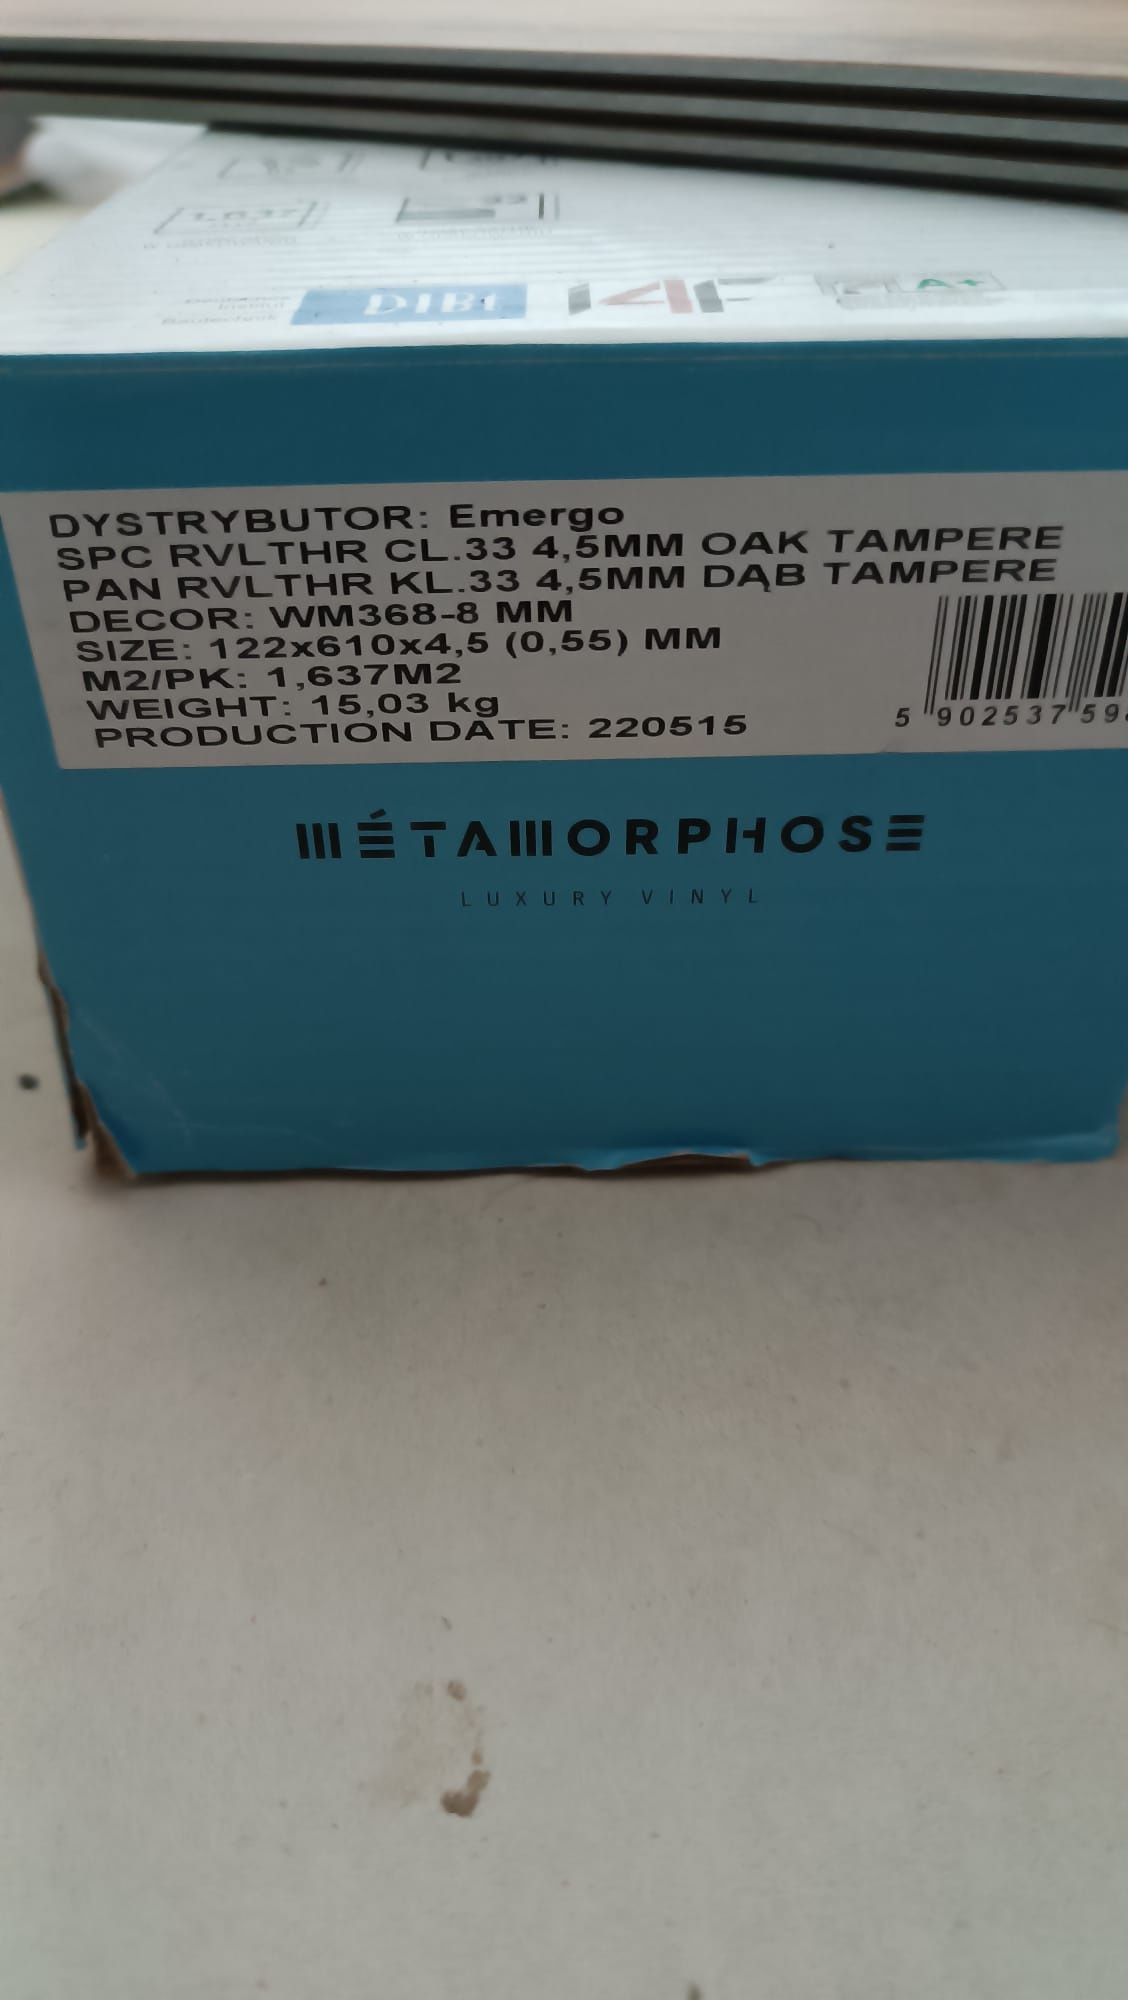 DIBt
A+
DYSTRYBUTOR: Emergo
SPC RVLTHR CL.33 4,5MM OAK TAMPERE
PAN RVLTHR KL.33 4,5MM DĄB TAMPERE
DECOR: WM368-8 MM
SIZE: 122x610x4,5 (0,55) MM
M2/PK: 1,637M2
WEIGHT: 15,03 kg
PRODUCTION DATE: 220515
5 902537 59
MÉTAMORPHOSE
LUXURY VINYL